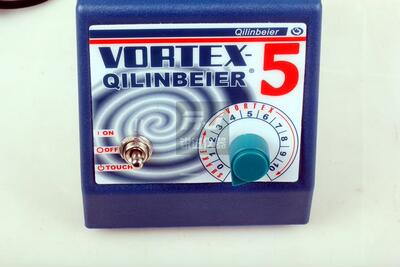 Qilinbeier
VORTEX-5
QILINBEIER®
VORTEX
SHAKE
0 1 2 3 4 5 6 7 8 9 10
I ON
OFF
TOUCH